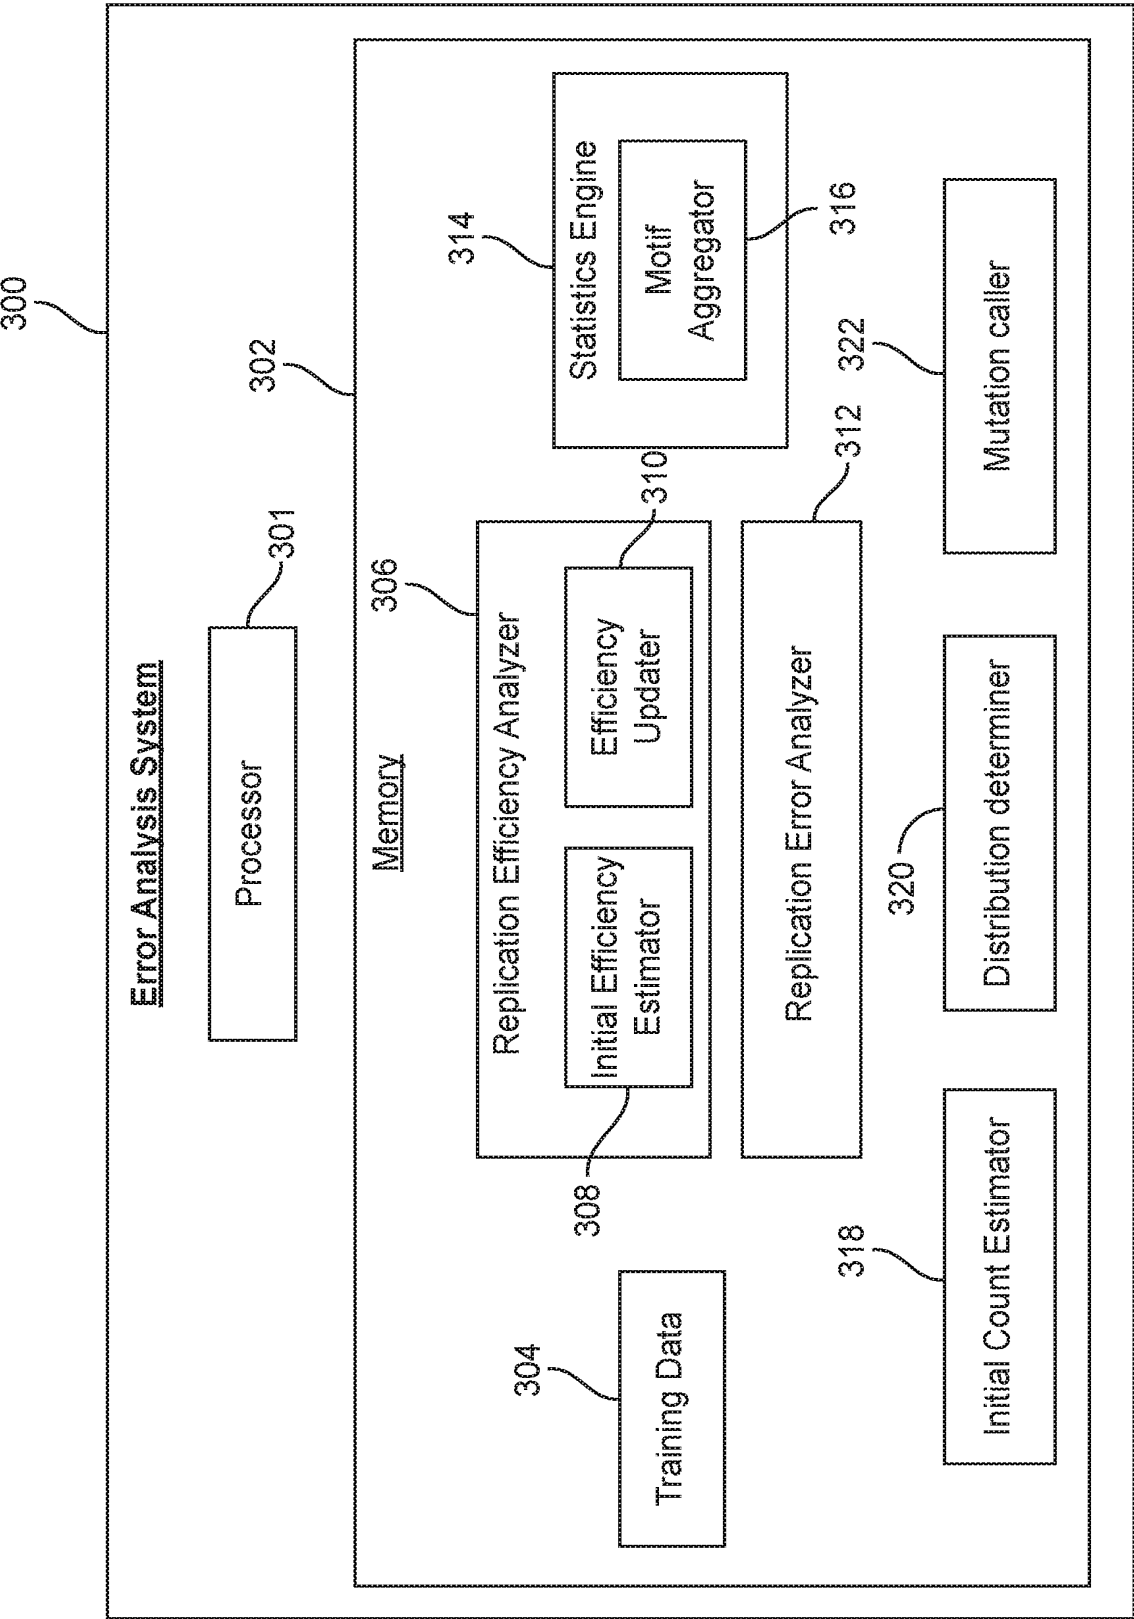 300
Error Analysis System
Processor
301
302
Memory
306
Replication Efficiency Analyzer
Initial Efficiency
Estimator
308
Efficiency
Updater
310
Replication Error Analyzer
312
304
Training Data
314
Statistics Engine
Motif
Aggregator
316
318
Initial Count Estimator
320
Distribution determiner
322
Mutation caller